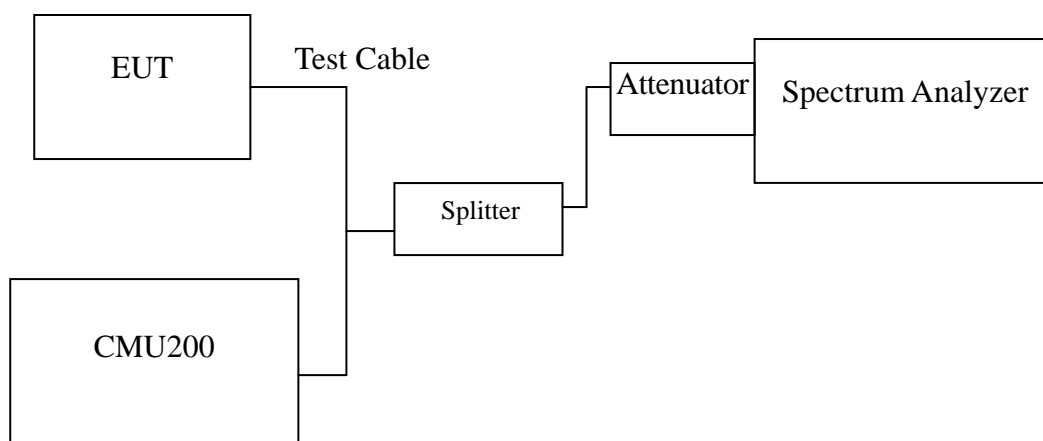 EUT
Test Cable
Attenuator
Spectrum Analyzer
Splitter
CMU200